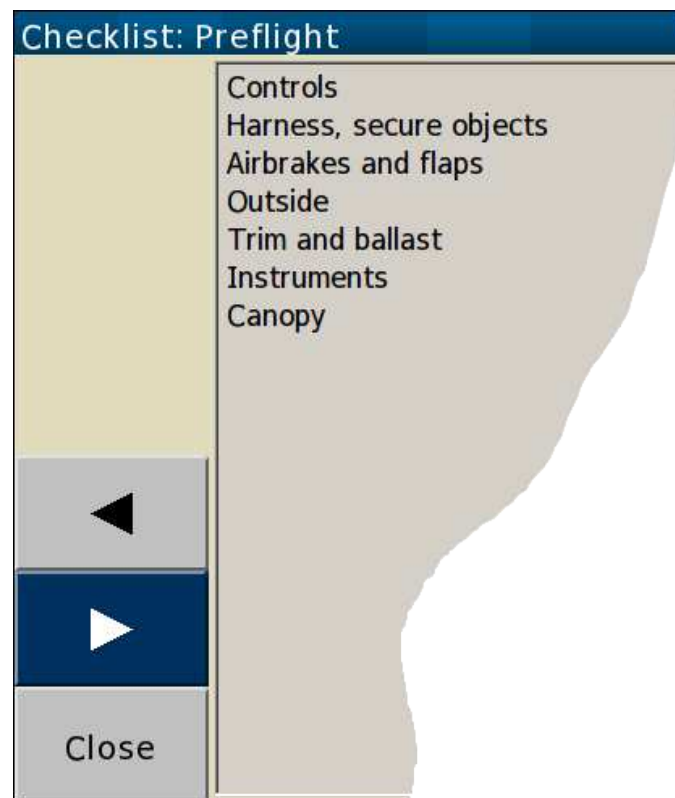 Checklist: Preflight
Controls
Harness, secure objects
Airbrakes and flaps
Outside
Trim and ballast
Instruments
Canopy
Close